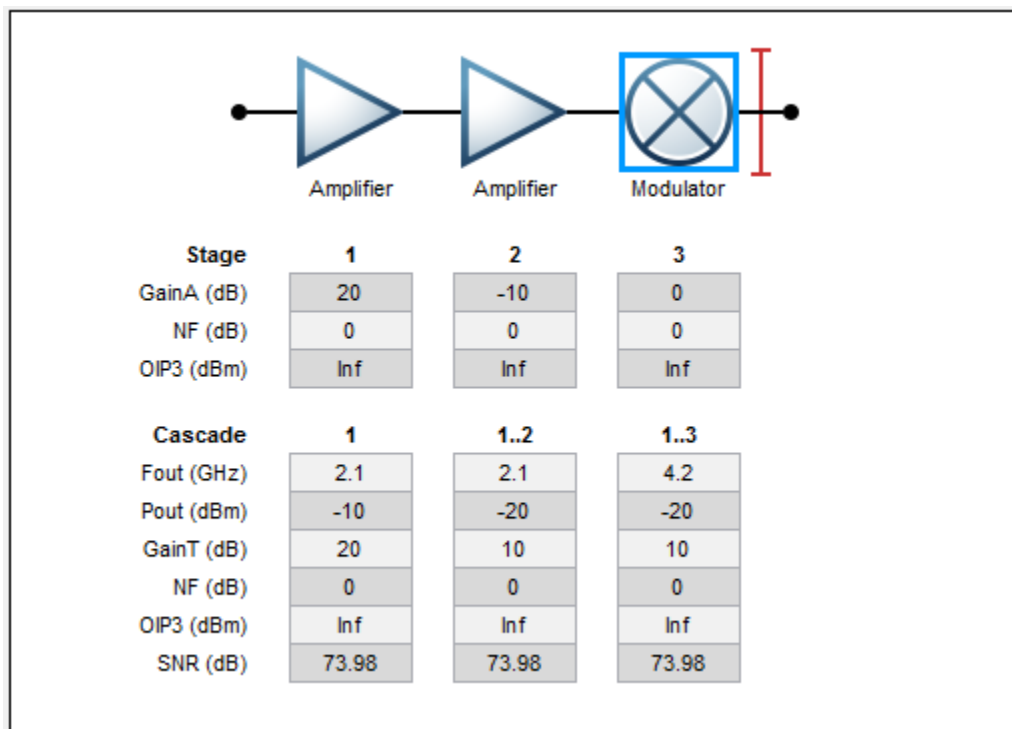 Amplifier Amplifier Modulator
Stage 1 2 3
GainA (dB) 20 -10 0
NF (dB) 0 0 0
OIP3 (dBm) Inf Inf Inf
Cascade 1 1..2 1..3
Fout (GHz) 2.1 2.1 4.2
Pout (dBm) -10 -20 -20
GainT (dB) 20 10 10
NF (dB) 0 0 0
OIP3 (dBm) Inf Inf Inf
SNR (dB) 73.98 73.98 73.98